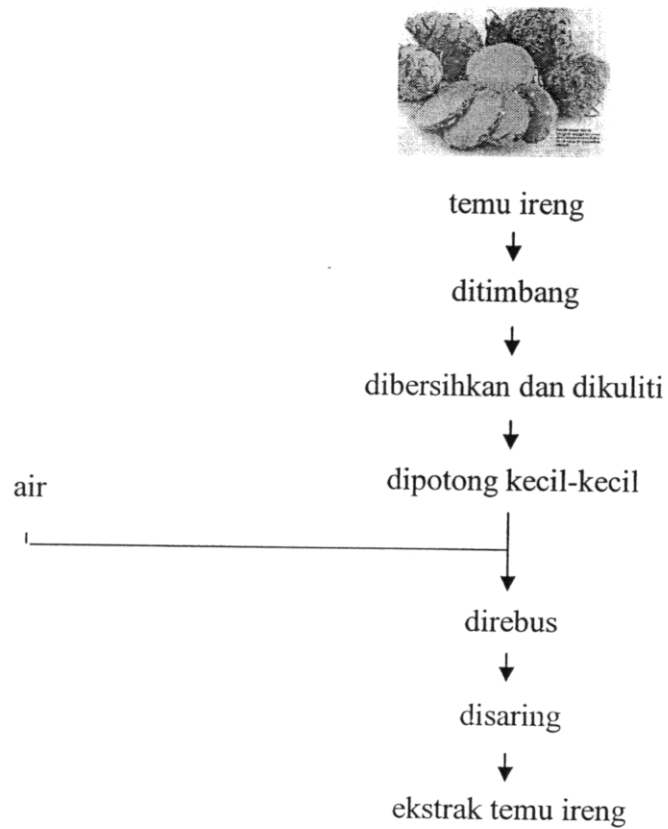 temu ireng
ditimbang
dibersihkan dan dikuliti
air
dipotong kecil-kecil
direbus
disaring
ekstrak temu ireng